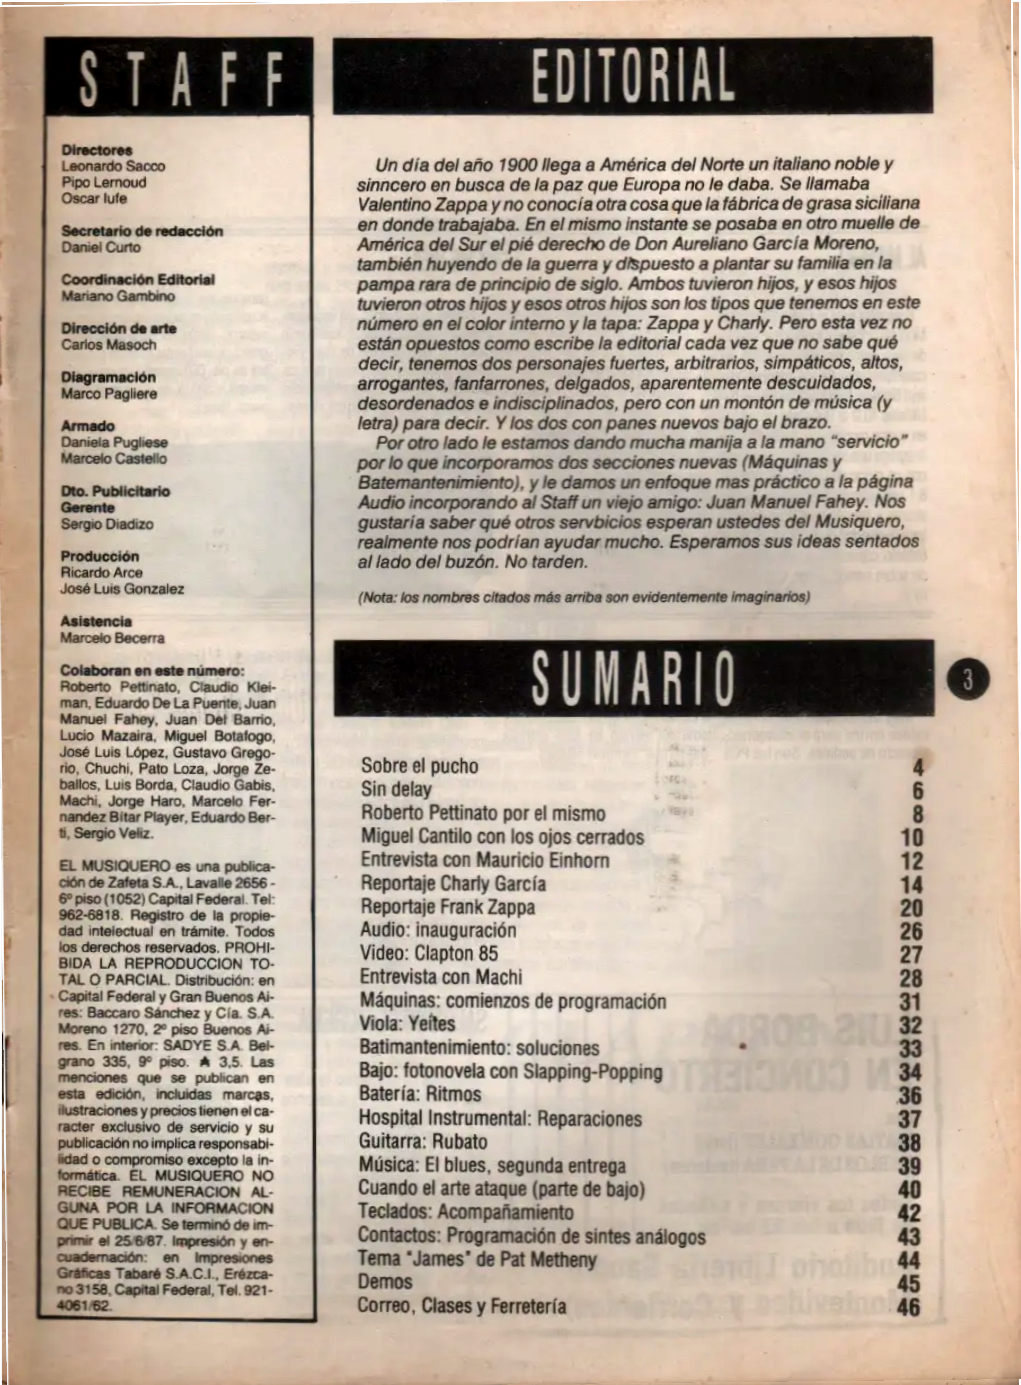 STAFF
Directores
Leonardo Sacco
Pipo Lernoud
Oscar Iufe
Secretario de redacción
Daniel Curto
Coordinación Editorial
Mariano Gambino
Dirección de arte
Carlos Masoch
Diagramación
Marco Pagliere
Armado
Daniela Pugliese
Marcelo Castello
Dto. Publicitario
Gerente
Sergio Diadizo
Producción
Ricardo Arce
José Luis Gonzalez
Asistencia
Marcelo Becerra
Colaboran en este número:
Roberto Pettinato, Claudio Klei-
man, Eduardo De La Puente, Juan
Manuel Fahey, Juan Del Barrio,
Lucio Mazaira, Miguel Botafogo,
José Luis López, Gustavo Grego-
rio, Chuchi, Pato Loza, Jorge Ze-
ballos, Luis Borda, Claudio Gabis,
Machi, Jorge Haro, Marcelo Fer-
nandez Bitar Player, Eduardo Ber-
ti, Sergio Veliz.
EL MUSIQUERO es una publica-
ción de Zafeta S.A., Lavalle 2656 -
6º piso (1052) Capital Federal. Tel:
962-6818. Registro de la propie-
dad intelectual en trámite. Todos
los derechos reservados. PROHI-
BIDA LA REPRODUCCION TO-
TAL O PARCIAL. Distribución: en
Capital Federal y Gran Buenos Ai-
res: Baccaro Sánchez y Cía. S.A.
Moreno 1270, 2º piso Buenos Ai-
res. En interior: SADYE S.A. Bel-
grano 335, 9º piso. ₳ 3,5. Las
menciones que se publican en
esta edición, incluidas marcas,
ilustraciones y precios tienen el ca-
racter exclusivo de servicio y su
publicación no implica responsabi-
lidad o compromiso excepto la in-
formática. EL MUSIQUERO NO
RECIBE REMUNERACION AL-
GUNA POR LA INFORMACION
QUE PUBLICA. Se terminó de im-
primir el 25/6/87. Impresión y en-
cuadernación: en Impresiones
Gráficas Tabaré S.A.C.I., Erézca-
no 3158, Capital Federal, Tel. 921-
4061/62.
EDITORIAL
Un día del año 1900 llega a América del Norte un italiano noble y
sinncero en busca de la paz que Europa no le daba. Se llamaba
Valentino Zappa y no conocía otra cosa que la fábrica de grasa siciliana
en donde trabajaba. En el mismo instante se posaba en otro muelle de
América del Sur el pié derecho de Don Aureliano García Moreno,
también huyendo de la guerra y dispuesto a plantar su familia en la
pampa rara de principio de siglo. Ambos tuvieron hijos, y esos hijos
tuvieron otros hijos y esos otros hijos son los tipos que tenemos en este
número en el color interno y la tapa: Zappa y Charly. Pero esta vez no
están opuestos como escribe la editorial cada vez que no sabe qué
decir, tenemos dos personajes fuertes, arbitrarios, simpáticos, altos,
arrogantes, fanfarrones, delgados, aparentemente descuidados,
desordenados e indisciplinados, pero con un montón de música (y
letra) para decir. Y los dos con panes nuevos bajo el brazo.
Por otro lado le estamos dando mucha manija a la mano "servicio"
por lo que incorporamos dos secciones nuevas (Máquinas y
Batemantenimiento), y le damos un enfoque mas práctico a la página
Audio incorporando al Staff un viejo amigo: Juan Manuel Fahey. Nos
gustaría saber qué otros servbicios esperan ustedes del Musiquero,
realmente nos podrían ayudar mucho. Esperamos sus ideas sentados
al lado del buzón. No tarden.
(Nota: los nombres citados más arriba son evidentemente imaginarios)
SUMARIO
3
Sobre el pucho 4
Sin delay 6
Roberto Pettinato por el mismo 8
Miguel Cantilo con los ojos cerrados 10
Entrevista con Mauricio Einhorn 12
Reportaje Charly García 14
Reportaje Frank Zappa 20
Audio: inauguración 26
Video: Clapton 85 27
Entrevista con Machi 28
Máquinas: comienzos de programación 31
Viola: Yeites 32
Batimantenimiento: soluciones 33
Bajo: fotonovela con Slapping-Popping 34
Batería: Ritmos 36
Hospital Instrumental: Reparaciones 37
Guitarra: Rubato 38
Música: El blues, segunda entrega 39
Cuando el arte ataque (parte de bajo) 40
Teclados: Acompañamiento 42
Contactos: Programación de sintes análogos 43
Tema "James" de Pat Metheny 44
Demos 45
Correo, Clases y Ferretería 46